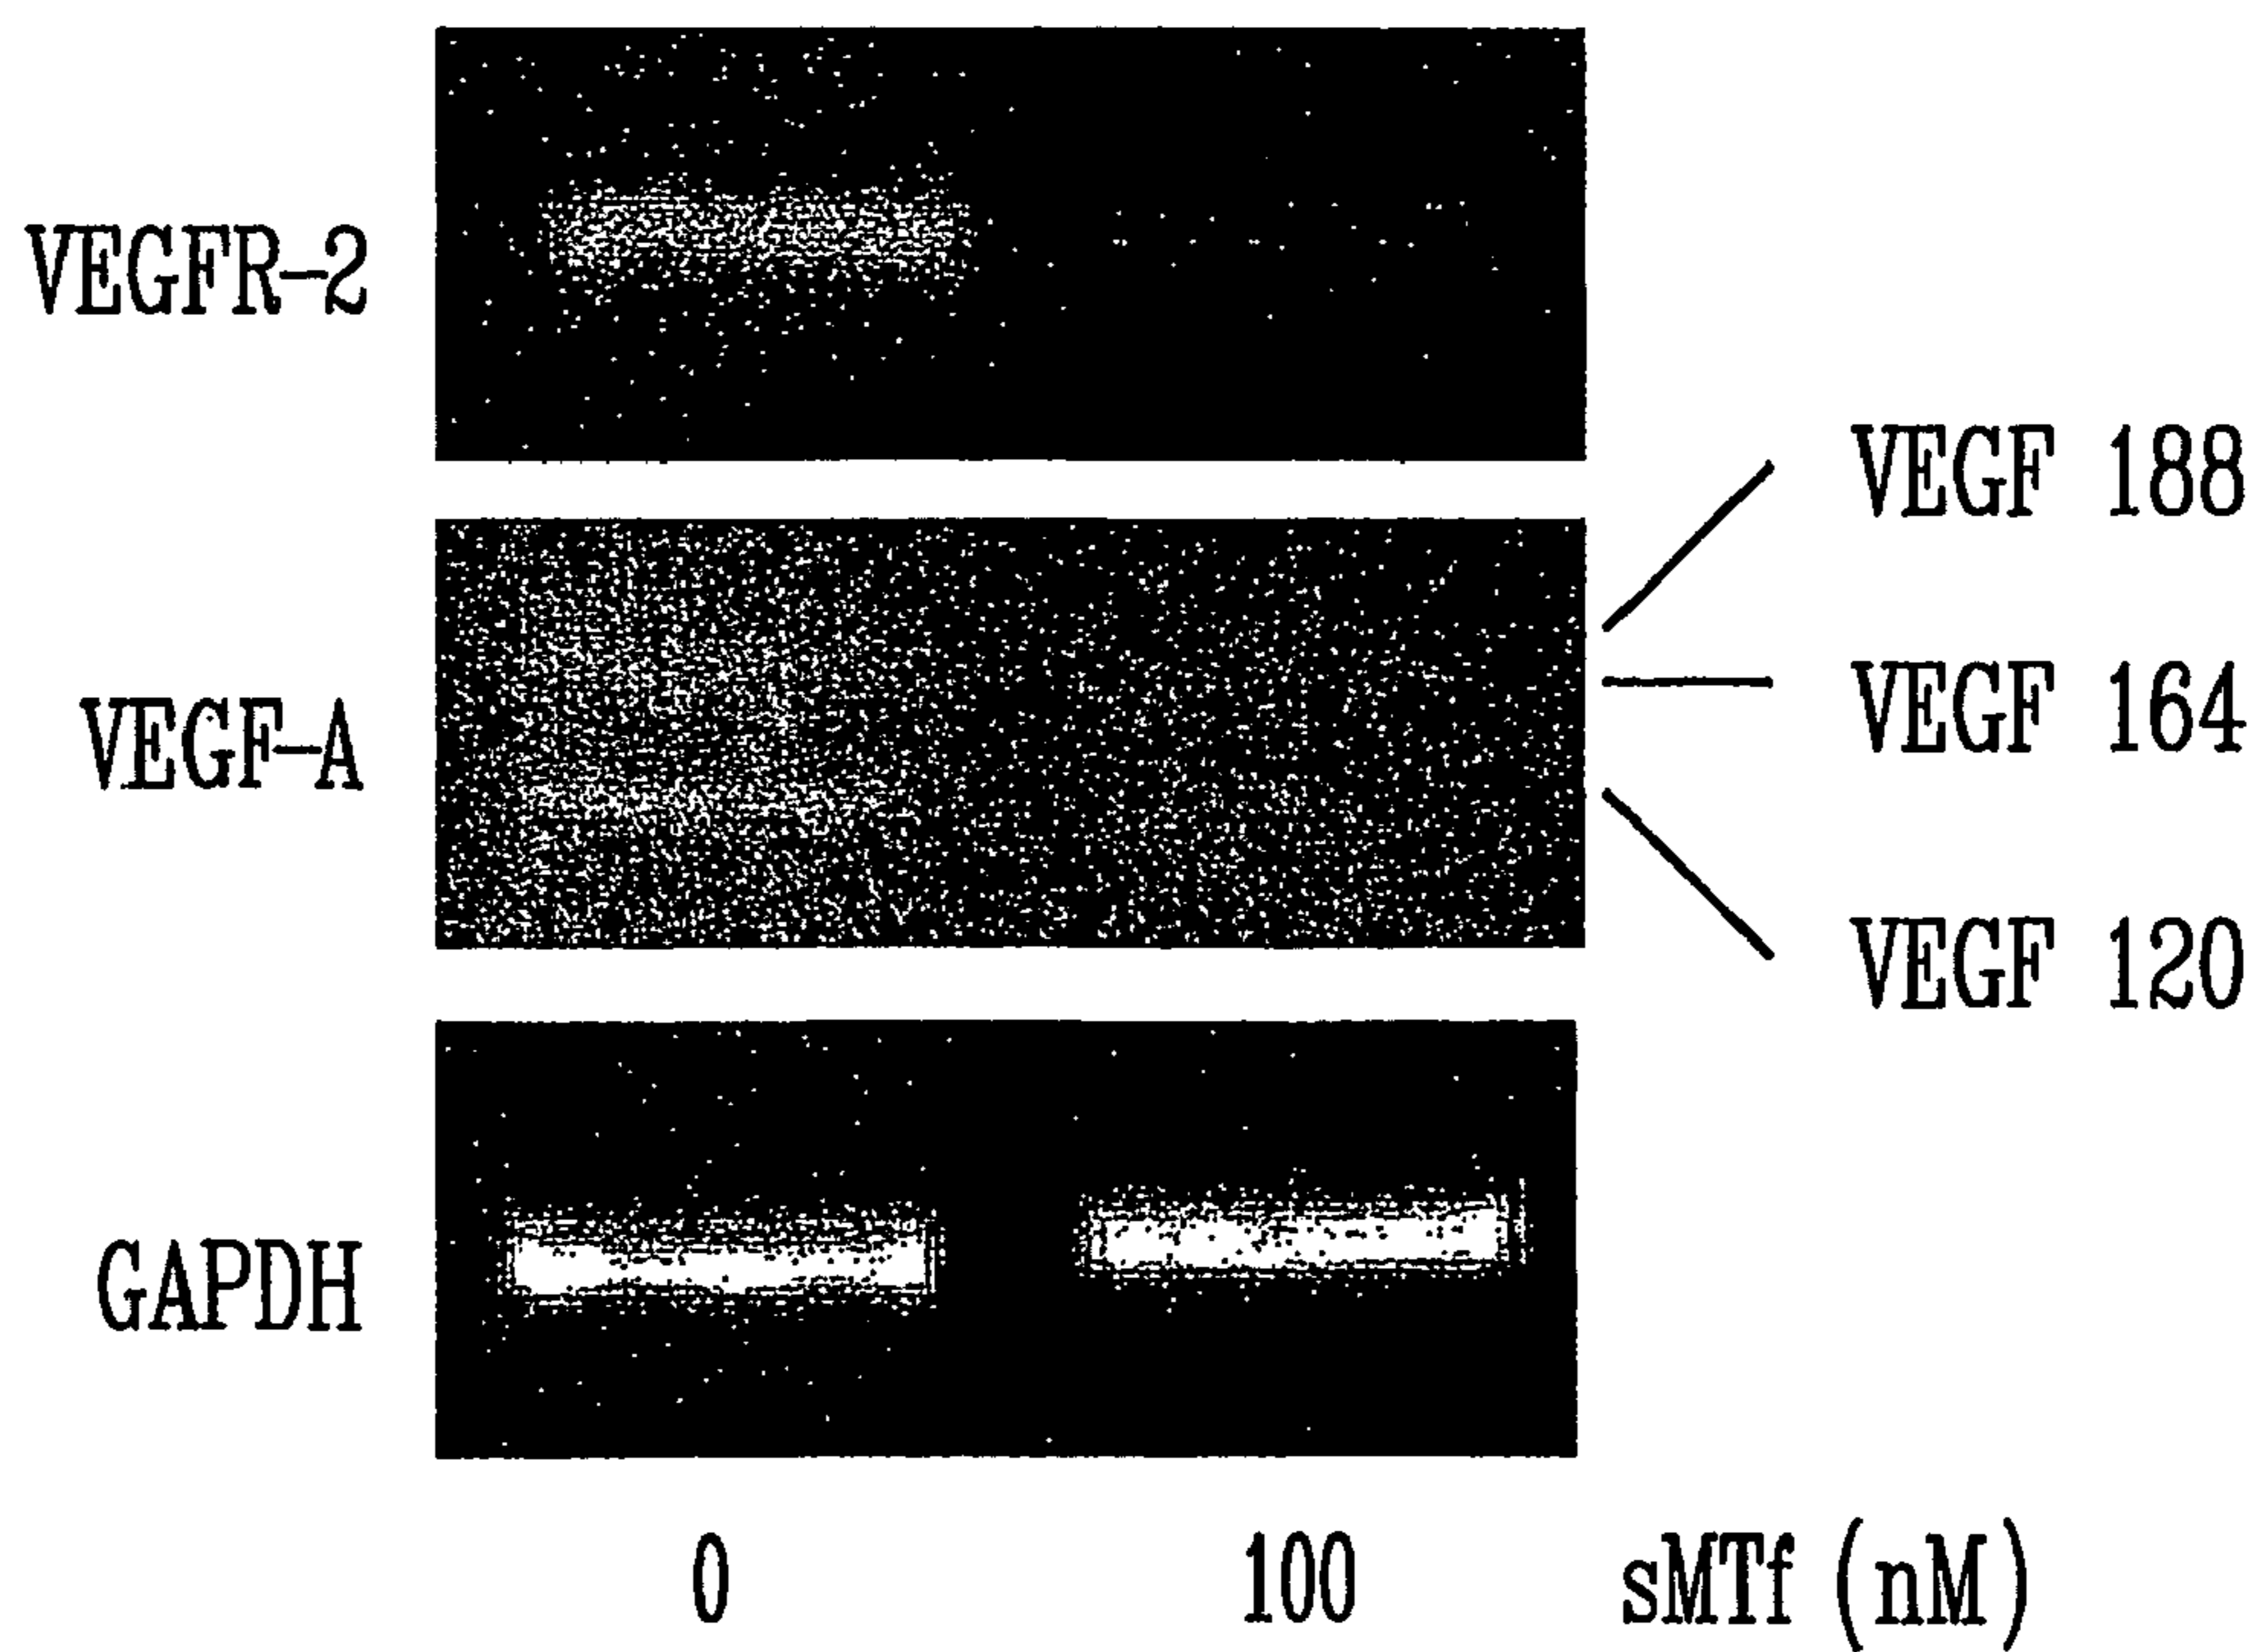 VEGFR-2
VEGF 188
VEGF-A
VEGF 164
VEGF 120
GAPDH
0 100 sMTf (nM)